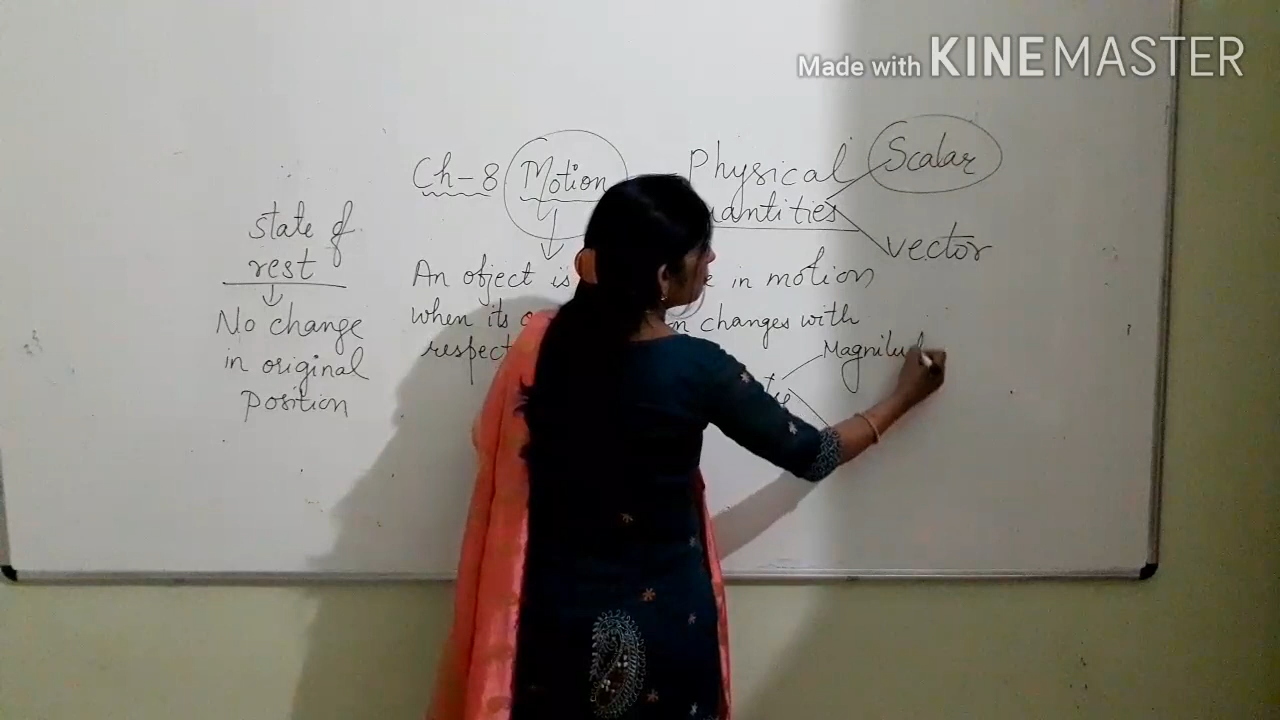 Made with KINEMASTER
Ch-8 Motion
Physical
Scalar
vector
state of
rest
No change
in original
position
An object is in motion
when its changes with
respect